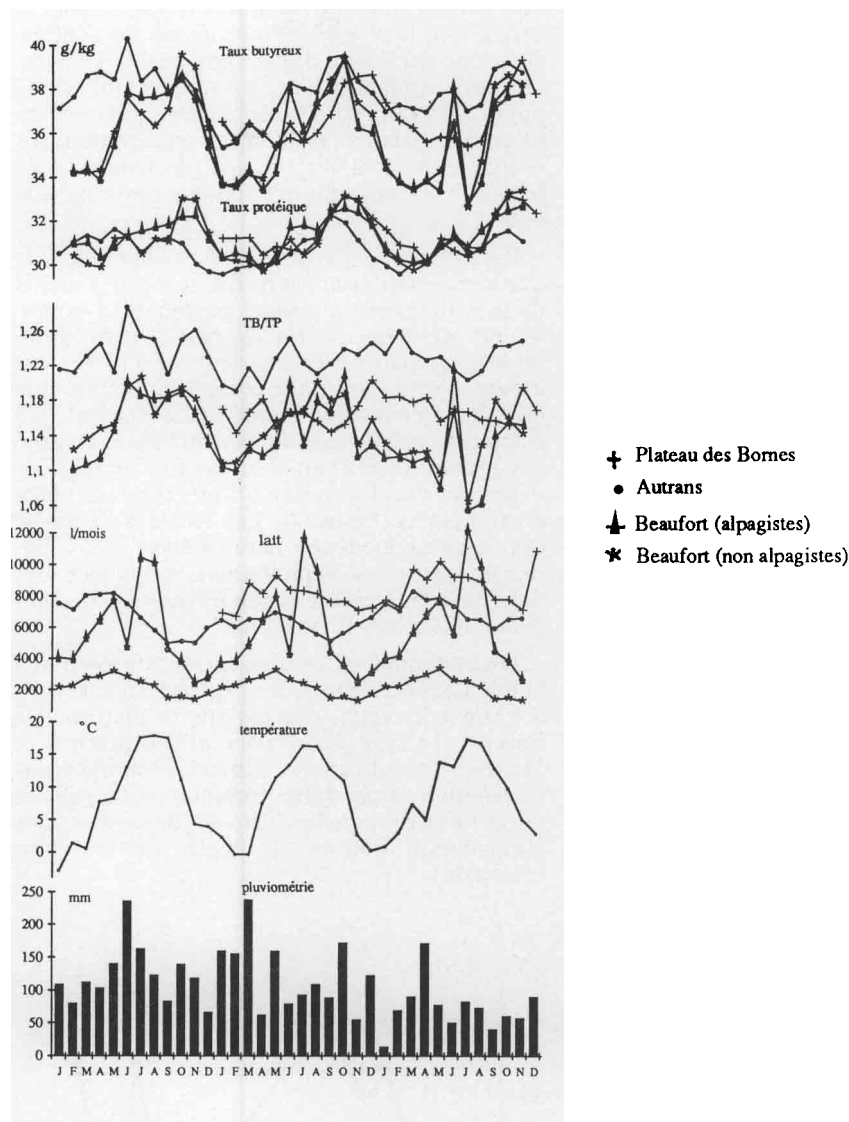 40 g/kg Taux butyreux
38
36
34
32 Taux protéique
30
TB/TP
1,26
1,22
1,18
1,14
1,1
1,06
12000 l/mois lait
10000
8000
6000
4000
2000
20 °C température
15
10
5
0
250 mm pluviométrie
200
150
100
50
0
J F M A M J J A S O N D J F M A M J J A S O N D J F M A M J J A S O N D
Plateau des Bornes
Autrans
Beaufort (alpagistes)
Beaufort (non alpagistes)